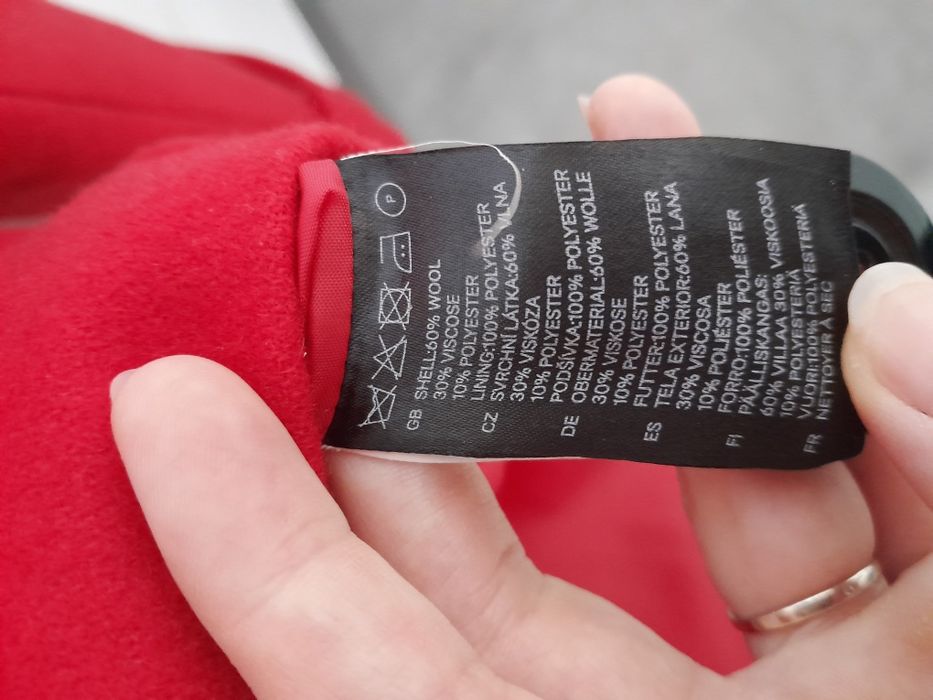 P
GB SHELL:60% WOOL
30% VISCOSE
10% POLYESTER
LINING:100% POLYESTER
CZ SVRCHNÍ LÁTKA:60% VLNA
30% VISKÓZA
10% POLYESTER
PODŠÍVKA:100% POLYESTER
DE OBERMATERIAL:60% WOLLE
30% VISKOSE
10% POLYESTER
FUTTER:100% POLYESTER
ES TELA EXTERIOR:60% LANA
30% VISCOSA
10% POLIÉSTER
FORRO:100% POLIÉSTER
FI PÄÄLLISKANGAS:
60% VILLAA 30% VISKOOSIA
10% POLYESTERIÄ
VUORI:100% POLYESTERIÄ
FR NETTOYER À SEC